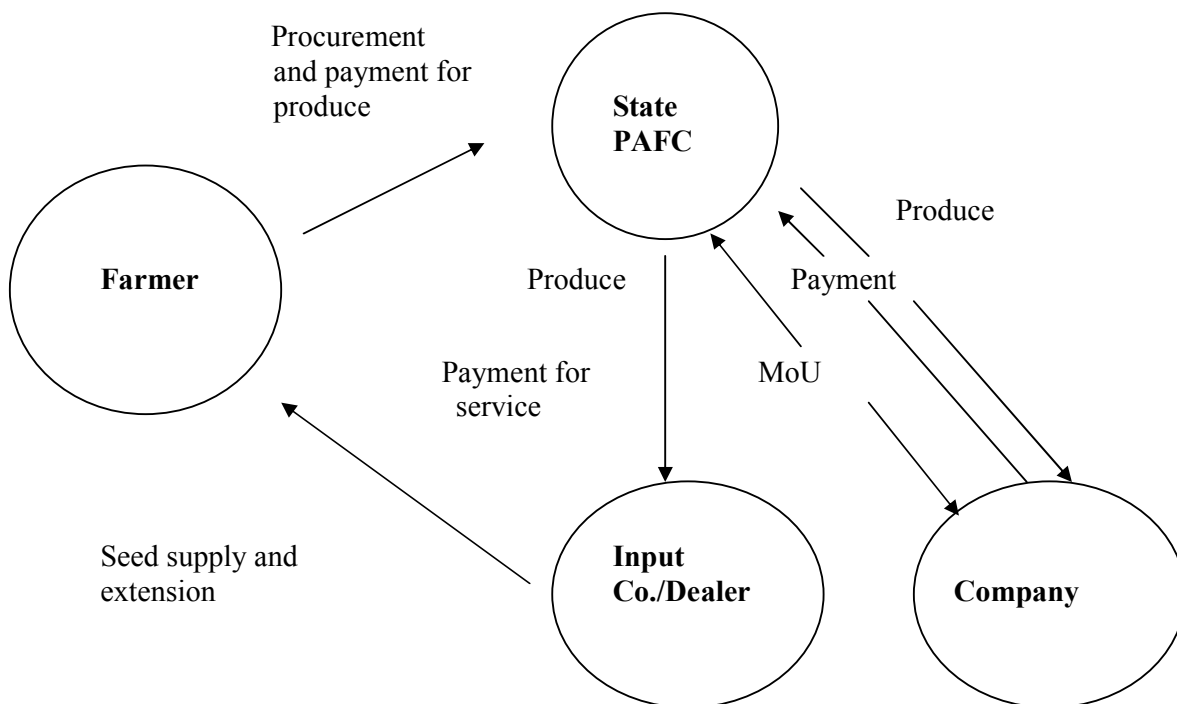 Procurement
and payment for
produce
State
PAFC
Produce
Farmer
Produce
Payment
Payment for
service
MoU
Seed supply and
extension
Input
Co./Dealer
Company